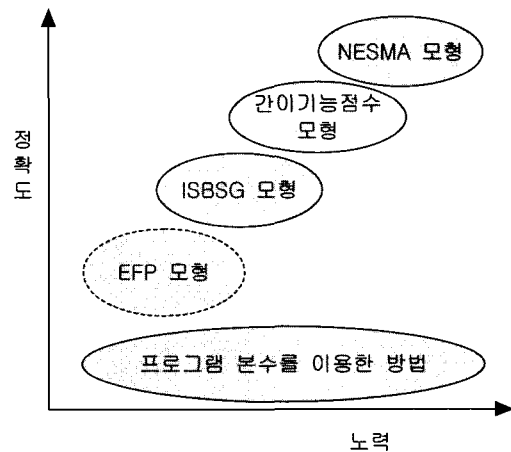 NESMA 모형
간이기능점수
모형
정확도
ISBSG 모형
EFP 모형
프로그램 본수를 이용한 방법
노력